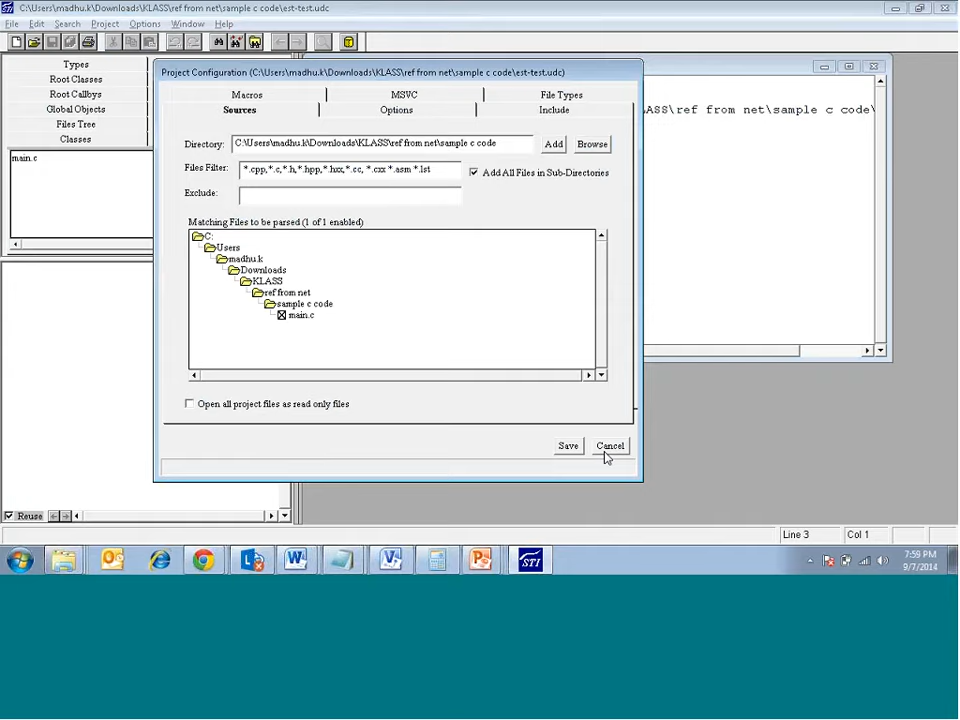 C:\Users\madhu.k\Downloads\KLASS\ref from net\sample c code\est-test.udc
File Edit Search Project Options Window Help
Types
Root Classes
Root Callbys
Global Objects
Files Tree
Classes
main.c
Project Configuration (C:\Users\madhu.k\Downloads\KLASS\ref from net\sample c code\est-test.udc)
Macros MSVC File Types
Sources Options Include
Directory: C:\Users\madhu.k\Downloads\KLASS\ref from net\sample c code Add Browse
Files Filter: *.cpp,*.c,*.h,*.hpp,*.hxx,*.cc, *.cxx *.asm *.lst Add All Files in Sub-Directories
Exclude:
Matching Files to be parsed (1 of 1 enabled)
C:
Users
madhu.k
Downloads
KLASS
ref from net
sample c code
main.c
Open all project files as read only files
Save Cancel
LASS\ref from net\sample c code\
Reuse
Line 3 Col 1
STI
7:59 PM
9/7/2014